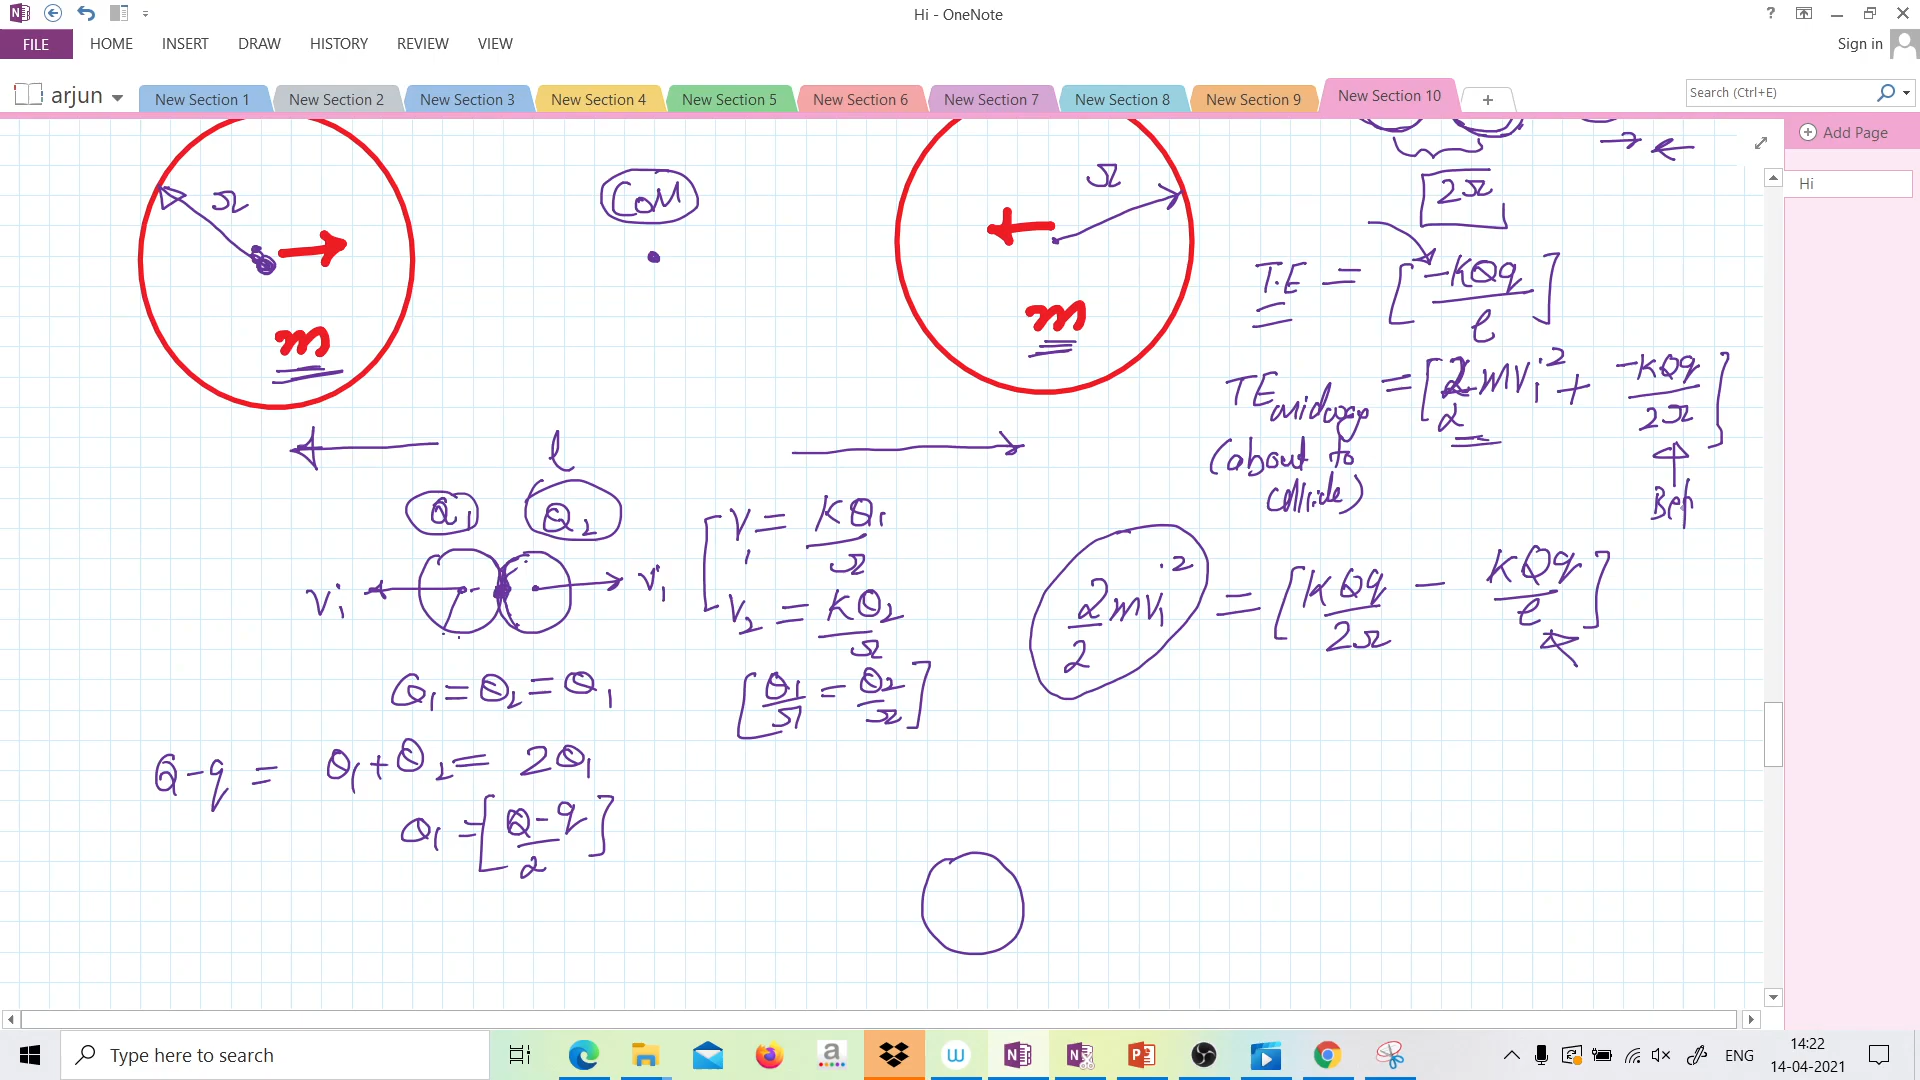 Hi - OneNote
?
FILE HOME INSERT DRAW HISTORY REVIEW VIEW
Sign in
arjun
New Section 1 New Section 2 New Section 3 New Section 4 New Section 5 New Section 6 New Section 7 New Section 8 New Section 9 New Section 10 +
Search (Ctrl+E)
Add Page
Hi
r
CoM
r
2r
m
m
T.E = [-KQq/l]
TE midway = [2/2 mv₁'² + -KQq/2r]
(about to collide)
l
Q₁ Q₂
V₁ = KQ₁/r
V₁' V₁'
V₂ = KQ₂/r
2/2 mv₁'² = [KQq/2r - KQq/l]
Q₁ = Q₂ = Q₁
[Q₁/r = Q₂/r]
Q-q = Q₁ + Q₂ = 2Q₁
Q₁ = [Q-q/2]
Type here to search
ENG
14:22
14-04-2021